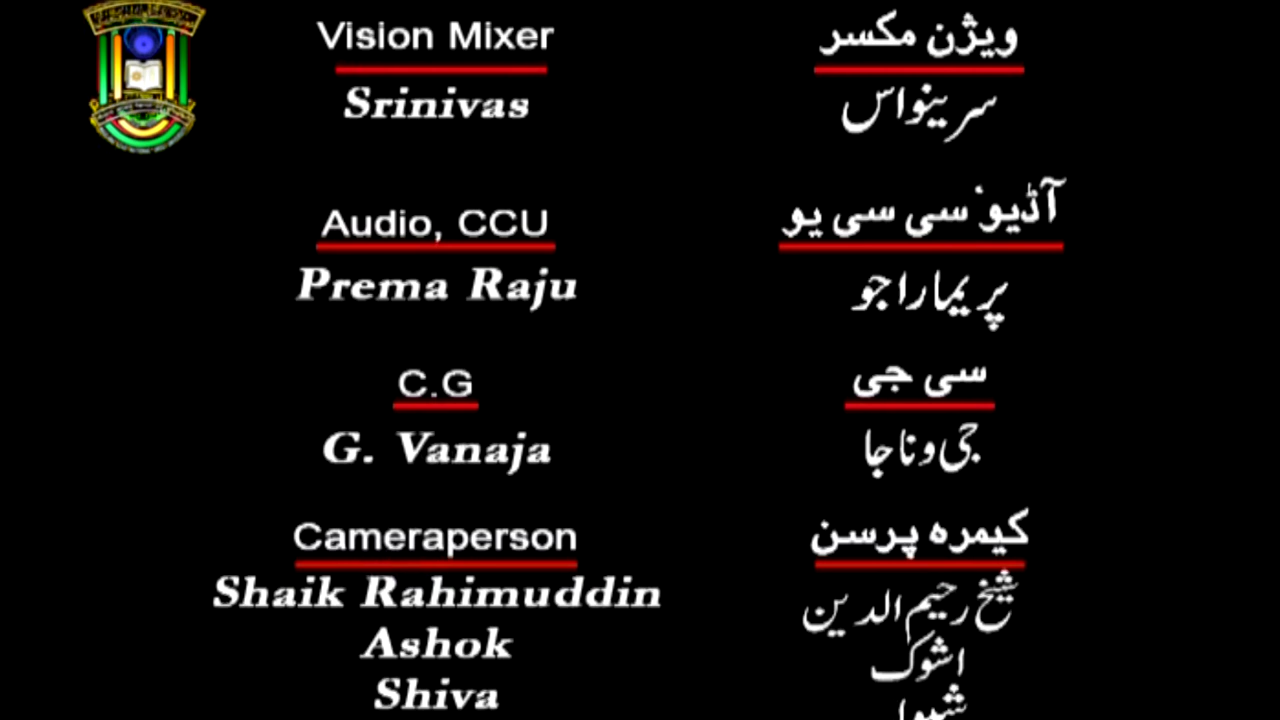 Vision Mixer ویژن مکسر
Srinivas سرینواس
Audio, CCU آڈیو، سی سی یو
Prema Raju پریما راجو
C.G سی جی
G. Vanaja جی وناجا
Cameraperson کیمرہ پرسن
Shaik Rahimuddin شیخ رحیم الدین
Ashok اشوک
Shiva شیوا